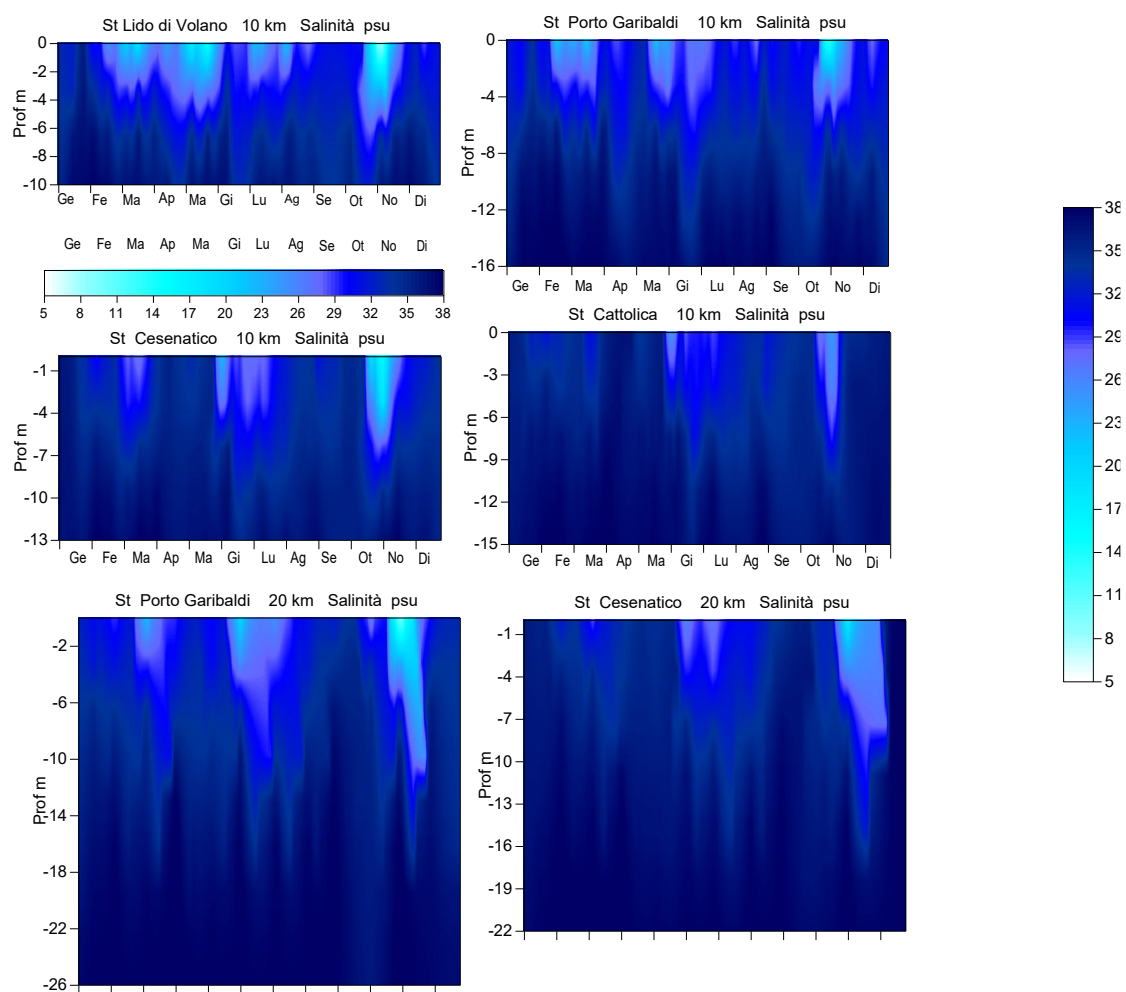 St Lido di Volano 10 km Salinità psu
Prof m
0
-2
-4
-6
-8
-10
Ge Fe Ma Ap Ma Gi Lu Ag Se Ot No Di
St Porto Garibaldi 10 km Salinità psu
Prof m
0
-4
-8
-12
-16
Ge Fe Ma Ap Ma Gi Lu Ag Se Ot No Di
Ge Fe Ma Ap Ma Gi Lu Ag Se Ot No Di
5 8 11 14 17 20 23 26 29 32 35 38
St Cesenatico 10 km Salinità psu
Prof m
-1
-4
-7
-10
-13
Ge Fe Ma Ap Ma Gi Lu Ag Se Ot No Di
St Cattolica 10 km Salinità psu
Prof m
0
-3
-6
-9
-12
-15
Ge Fe Ma Ap Ma Gi Lu Ag Se Ot No Di
St Porto Garibaldi 20 km Salinità psu
Prof m
-2
-6
-10
-14
-18
-22
-26
St Cesenatico 20 km Salinità psu
Prof m
-1
-4
-7
-10
-13
-16
-19
-22
38
35
32
29
26
23
20
17
14
11
8
5